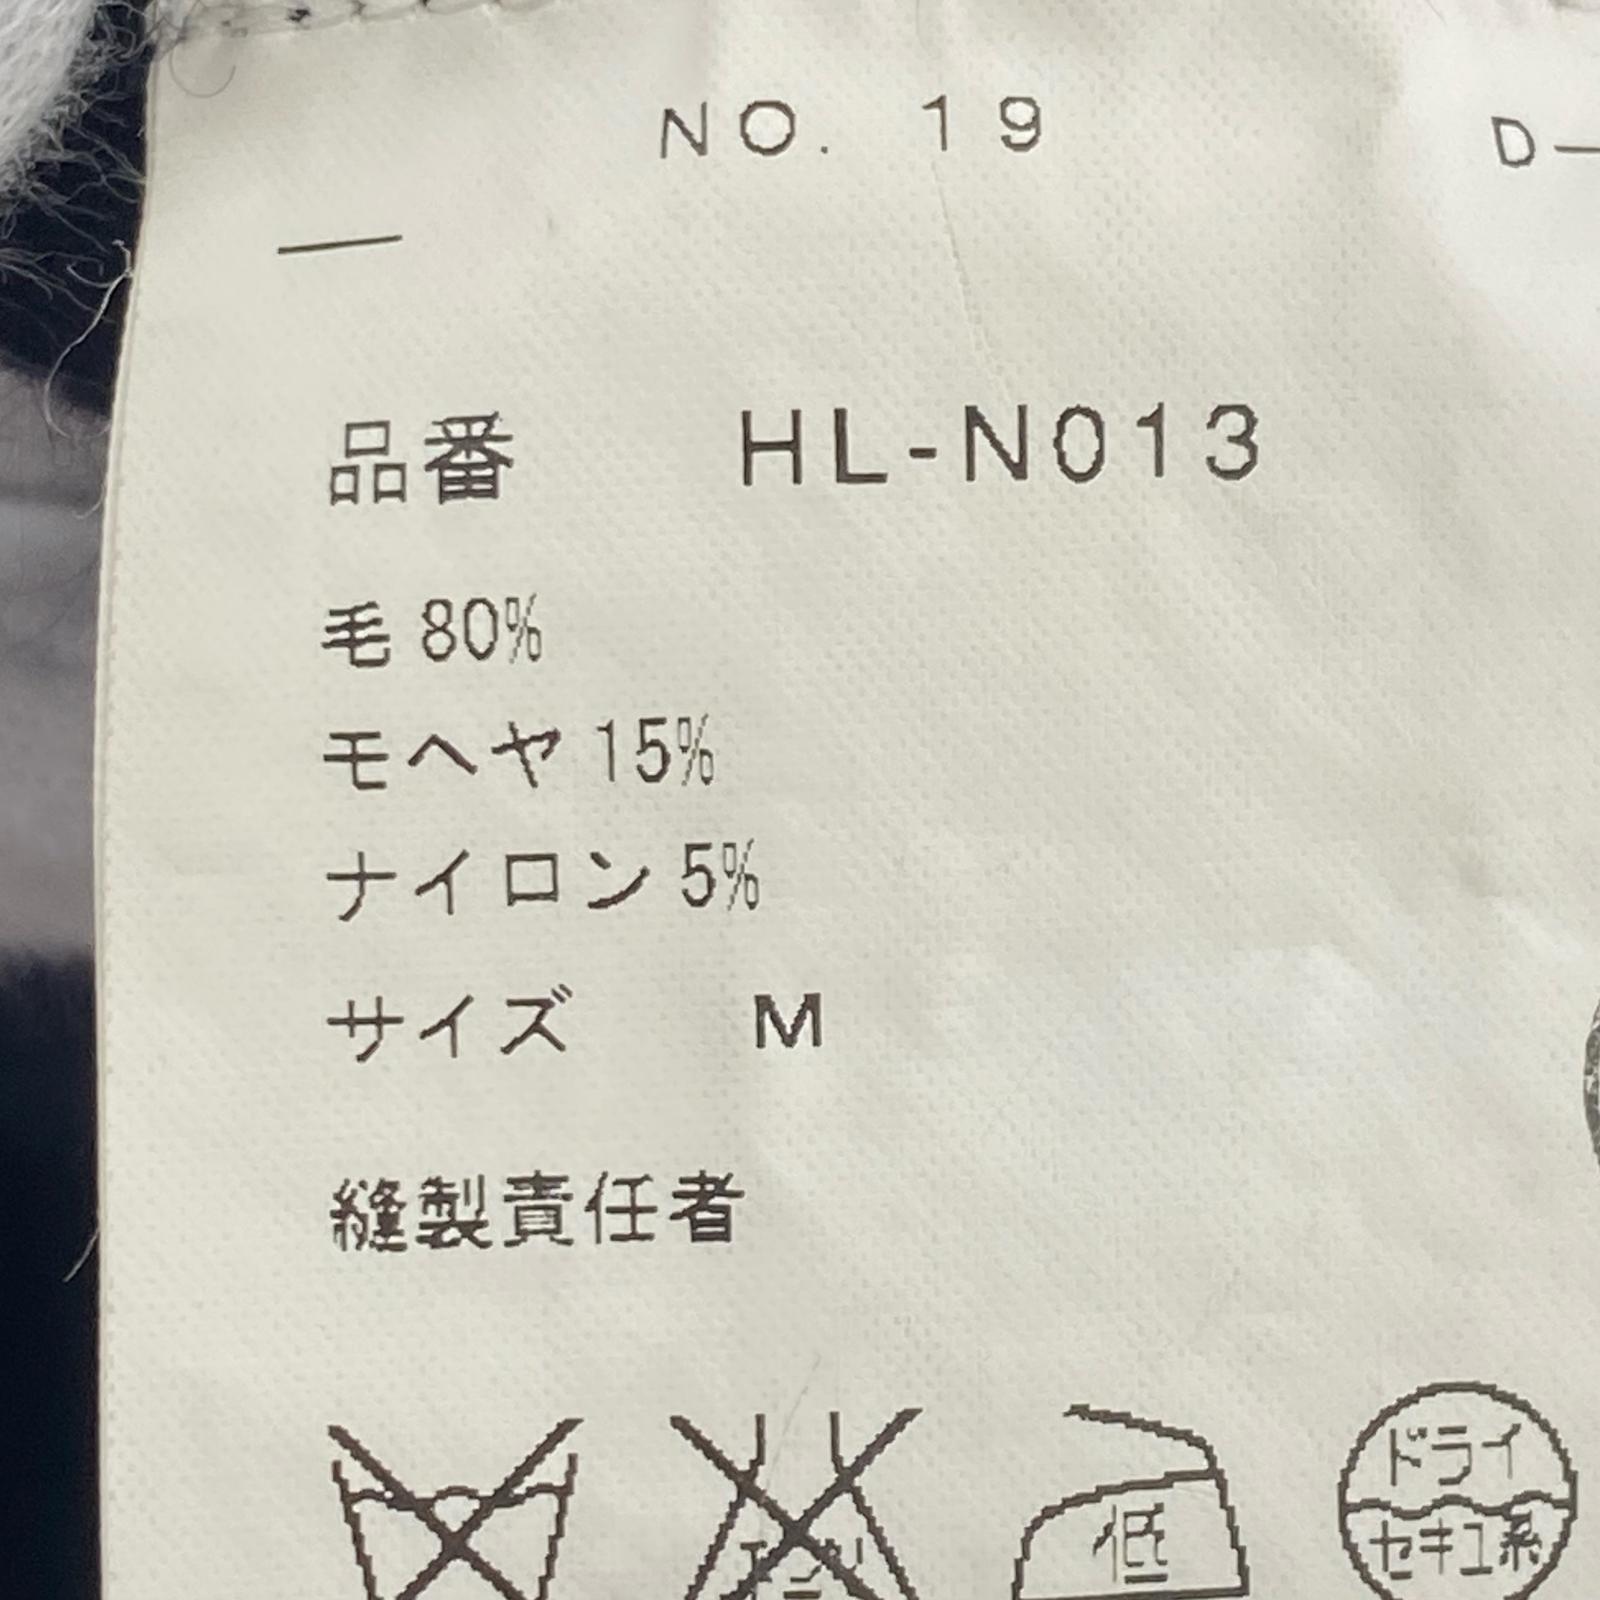 NO. 19
D-
品番 HL-N013
毛 80%
モヘヤ 15%
ナイロン 5%
サイズ M
縫製責任者
低
ドライ
セキユ系